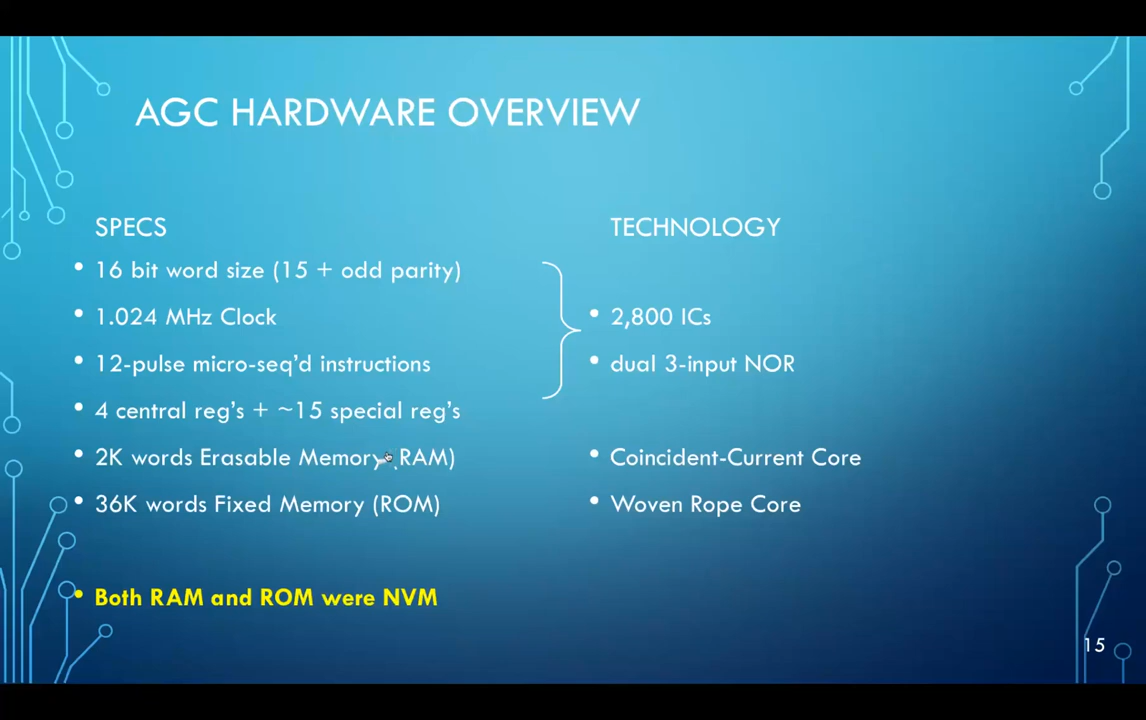 AGC HARDWARE OVERVIEW
SPECS
• 16 bit word size (15 + odd parity)
• 1.024 MHz Clock
• 12-pulse micro-seq’d instructions
• 4 central reg’s + ~15 special reg’s
• 2K words Erasable Memory (RAM)
• 36K words Fixed Memory (ROM)
• Both RAM and ROM were NVM
TECHNOLOGY
• 2,800 ICs
• dual 3-input NOR
• Coincident-Current Core
• Woven Rope Core
15